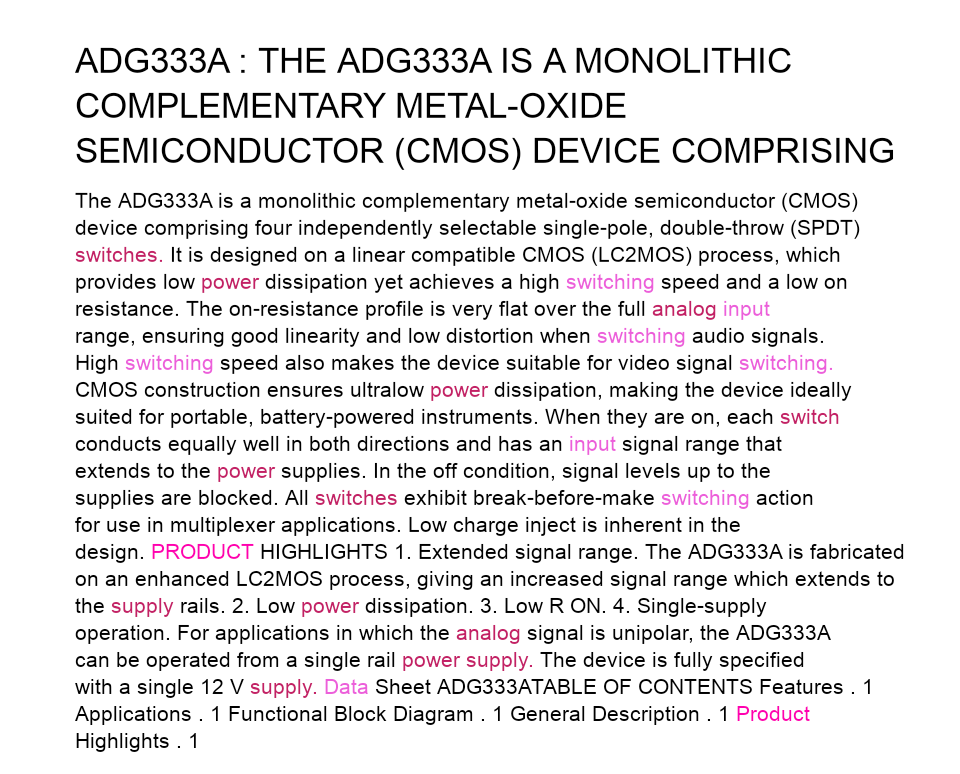 ADG333A : THE ADG333A IS A MONOLITHIC
COMPLEMENTARY METAL-OXIDE
SEMICONDUCTOR (CMOS) DEVICE COMPRISING
The ADG333A is a monolithic complementary metal-oxide semiconductor (CMOS)
device comprising four independently selectable single-pole, double-throw (SPDT)
switches. It is designed on a linear compatible CMOS (LC2MOS) process, which
provides low power dissipation yet achieves a high switching speed and a low on
resistance. The on-resistance profile is very flat over the full analog input
range, ensuring good linearity and low distortion when switching audio signals.
High switching speed also makes the device suitable for video signal switching.
CMOS construction ensures ultralow power dissipation, making the device ideally
suited for portable, battery-powered instruments. When they are on, each switch
conducts equally well in both directions and has an input signal range that
extends to the power supplies. In the off condition, signal levels up to the
supplies are blocked. All switches exhibit break-before-make switching action
for use in multiplexer applications. Low charge inject is inherent in the
design. PRODUCT HIGHLIGHTS 1. Extended signal range. The ADG333A is fabricated
on an enhanced LC2MOS process, giving an increased signal range which extends to
the supply rails. 2. Low power dissipation. 3. Low R ON. 4. Single-supply
operation. For applications in which the analog signal is unipolar, the ADG333A
can be operated from a single rail power supply. The device is fully specified
with a single 12 V supply. Data Sheet ADG333ATABLE OF CONTENTS Features . 1
Applications . 1 Functional Block Diagram . 1 General Description . 1 Product
Highlights . 1